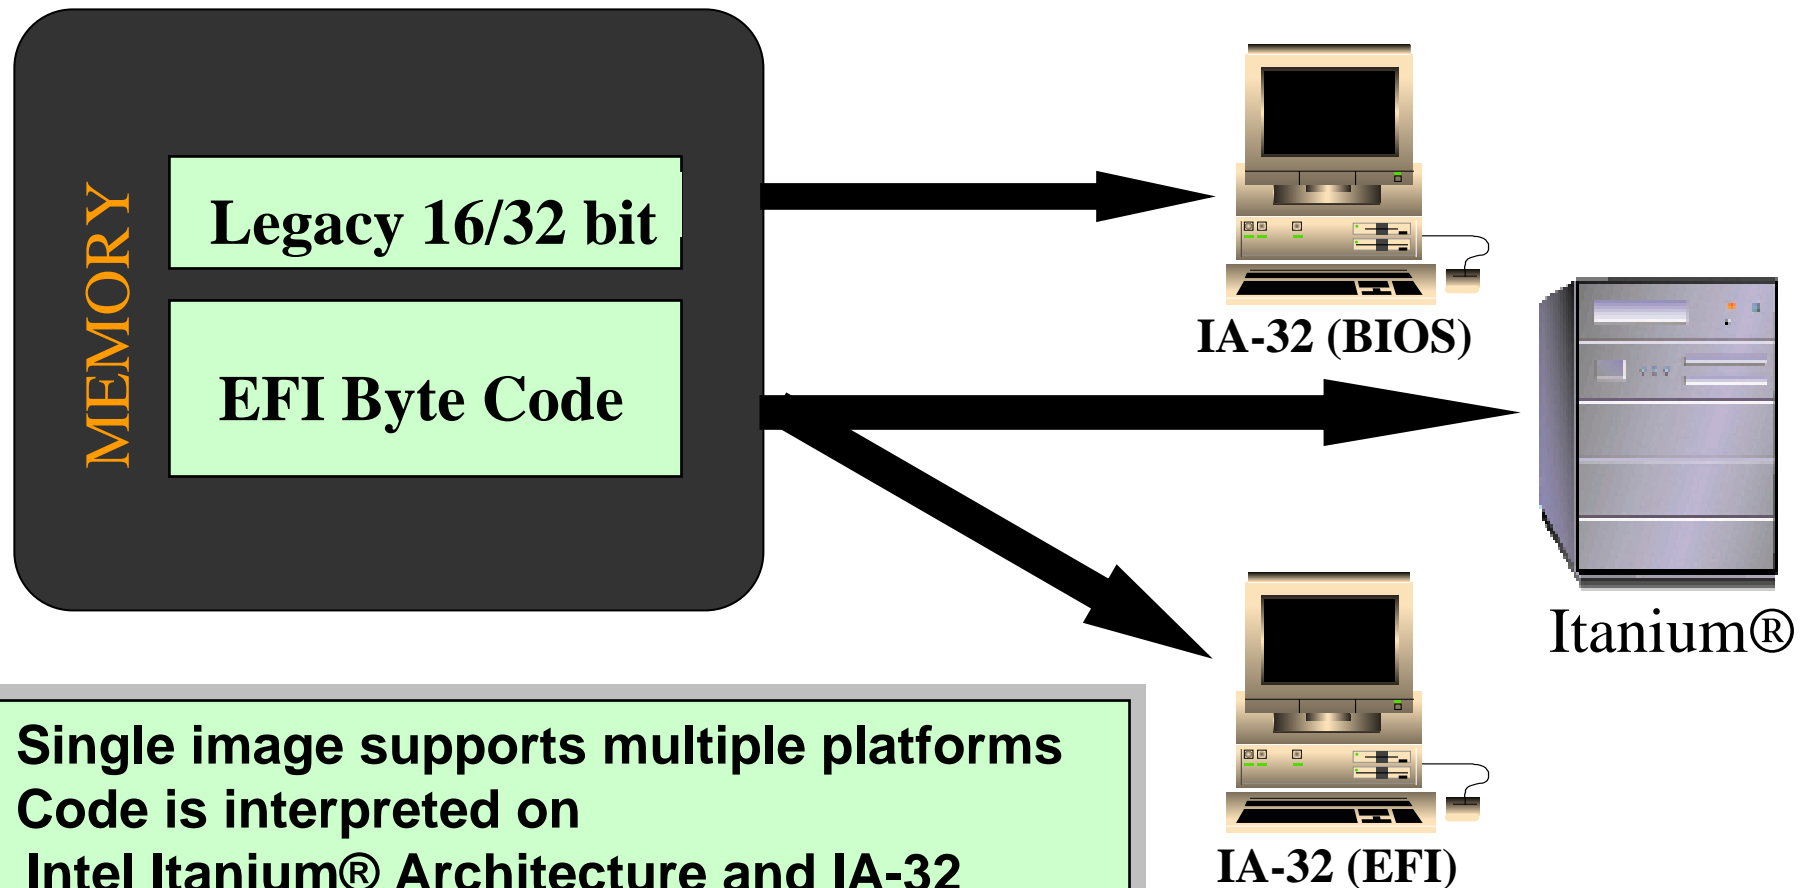 MEMORY
Legacy 16/32 bit
EFI Byte Code
IA-32 (BIOS)
Itanium®
IA-32 (EFI)
Single image supports multiple platforms
Code is interpreted on
Intel Itanium® Architecture and IA-32